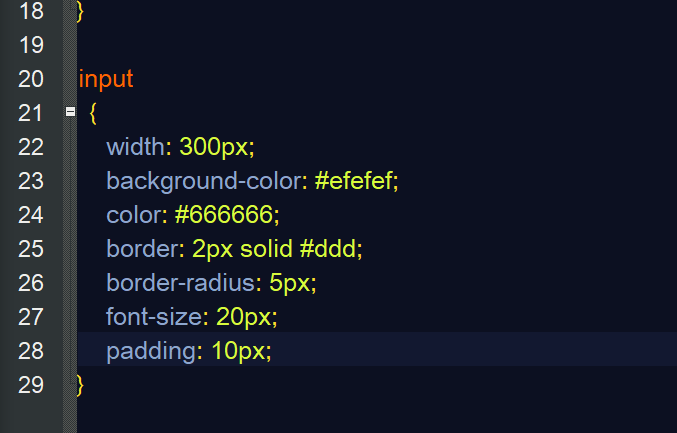 18 }
19
20 input
21 {
22 width: 300px;
23 background-color: #efefef;
24 color: #666666;
25 border: 2px solid #ddd;
26 border-radius: 5px;
27 font-size: 20px;
28 padding: 10px;
29 }